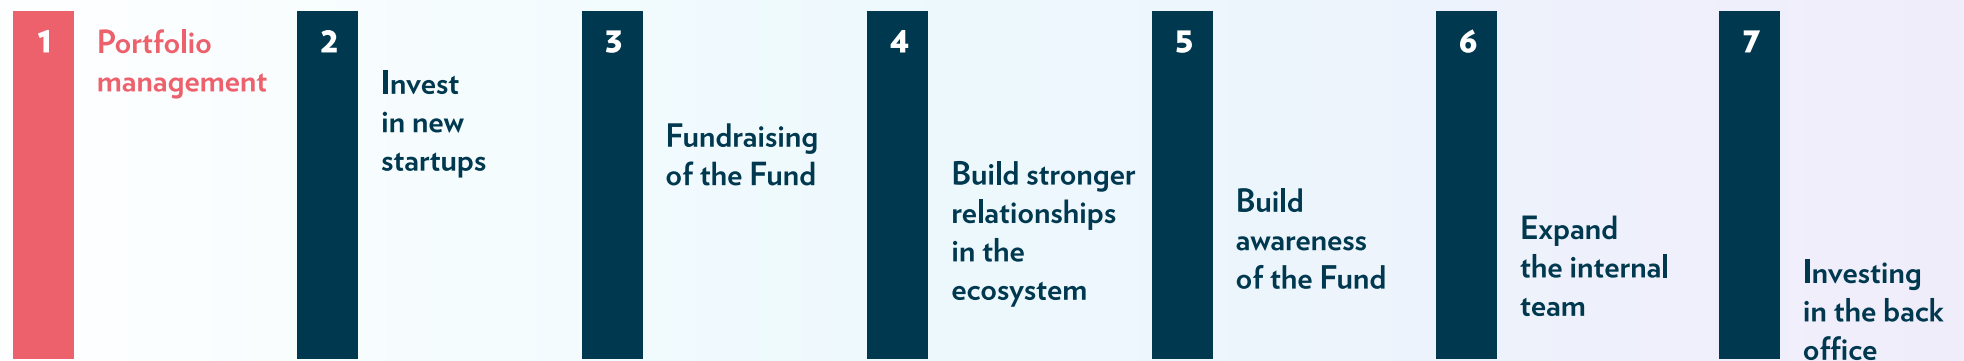 1
Portfolio
management
2
Invest
in new
startups
3
Fundraising
of the Fund
4
Build stronger
relationships
in the
ecosystem
5
Build
awareness
of the Fund
6
Expand
the internal
team
7
Investing
in the back
office